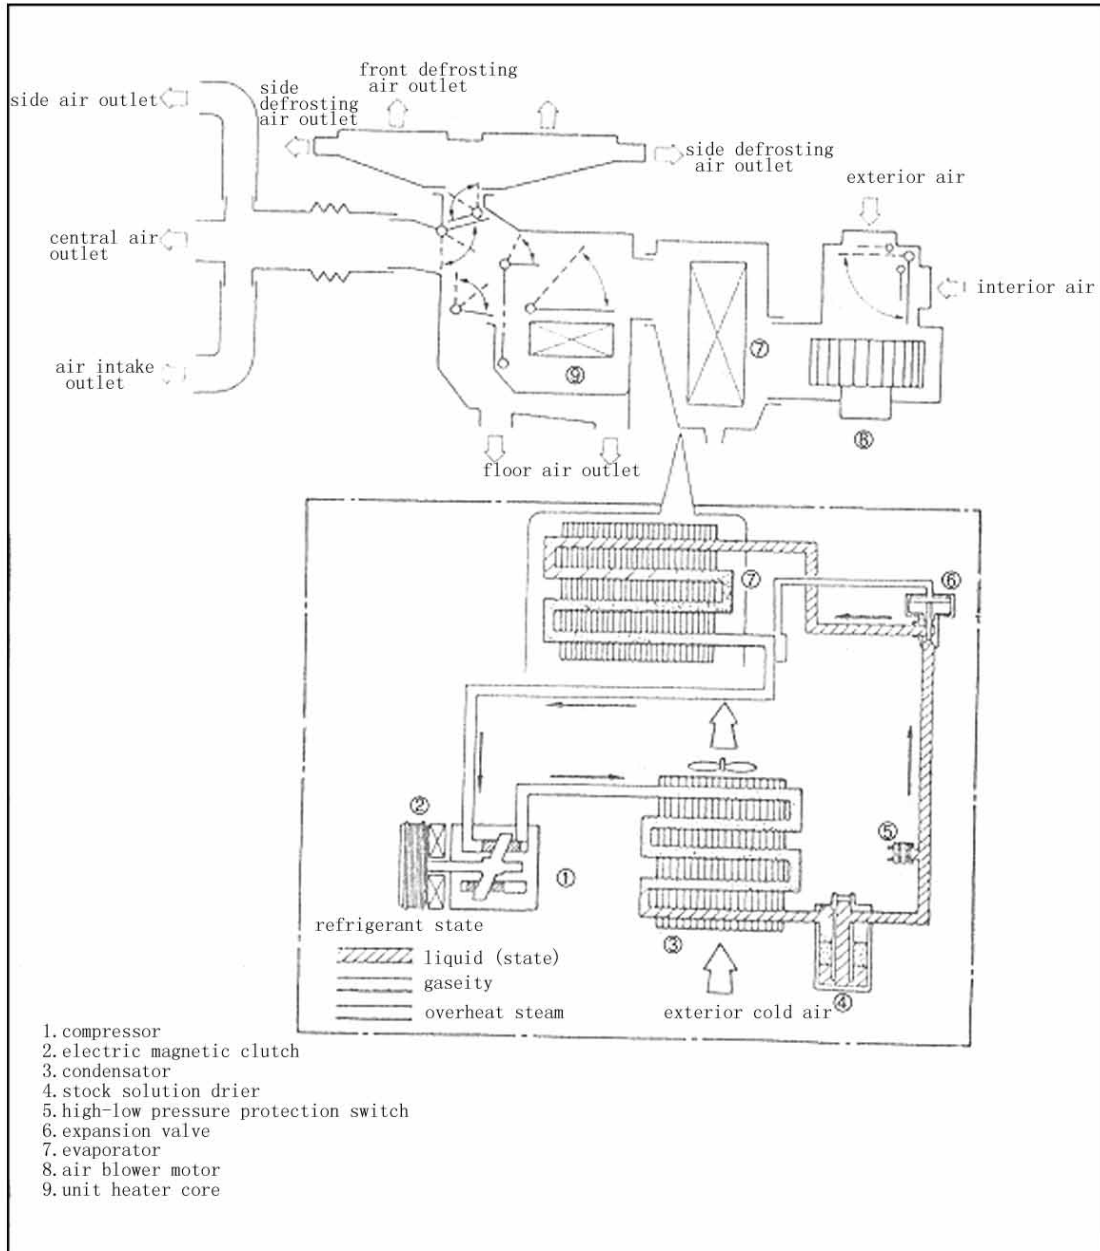 front defrosting
air outlet
side
defrosting
air outlet
side air outlet
side defrosting
air outlet
exterior air
central air
outlet
interior air
⑦
air intake
outlet
⑨
⑧
floor air outlet
⑦
⑥
②
⑤
①
refrigerant state
③
liquid (state)
gaseity
④
overheat steam
exterior cold air
1. compressor
2. electric magnetic clutch
3. condensator
4. stock solution drier
5. high-low pressure protection switch
6. expansion valve
7. evaporator
8. air blower motor
9. unit heater core